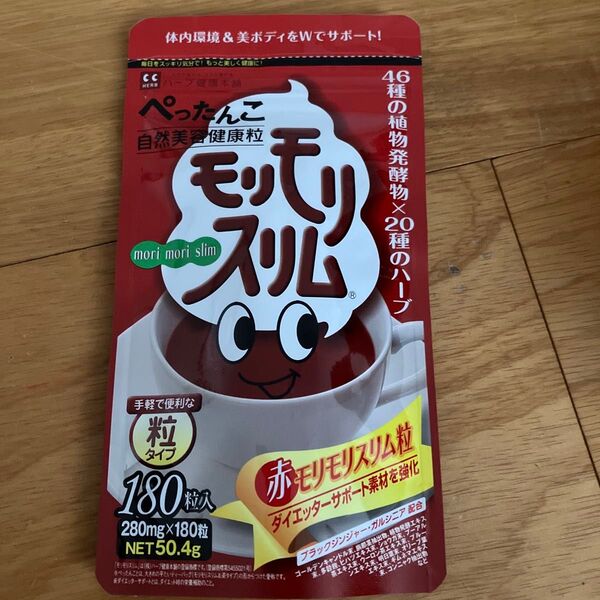 体内環境&美ボディをWでサポート!
毎日をスッキリ気分で!もっと美しく健康に!
CC
HERB
ハーブ健康本舗
ぺったんこ
自然美容健康粒
モリモリ
スリム
®
mori mori slim
46種の植物発酵物×20種のハーブ
手軽で便利な
粒
タイプ
180粒入
280mg×180粒
NET50.4g
赤モリモリスリム粒
ダイエッターサポート素材を強化
ブラックジンジャー・ガルシニア 配合